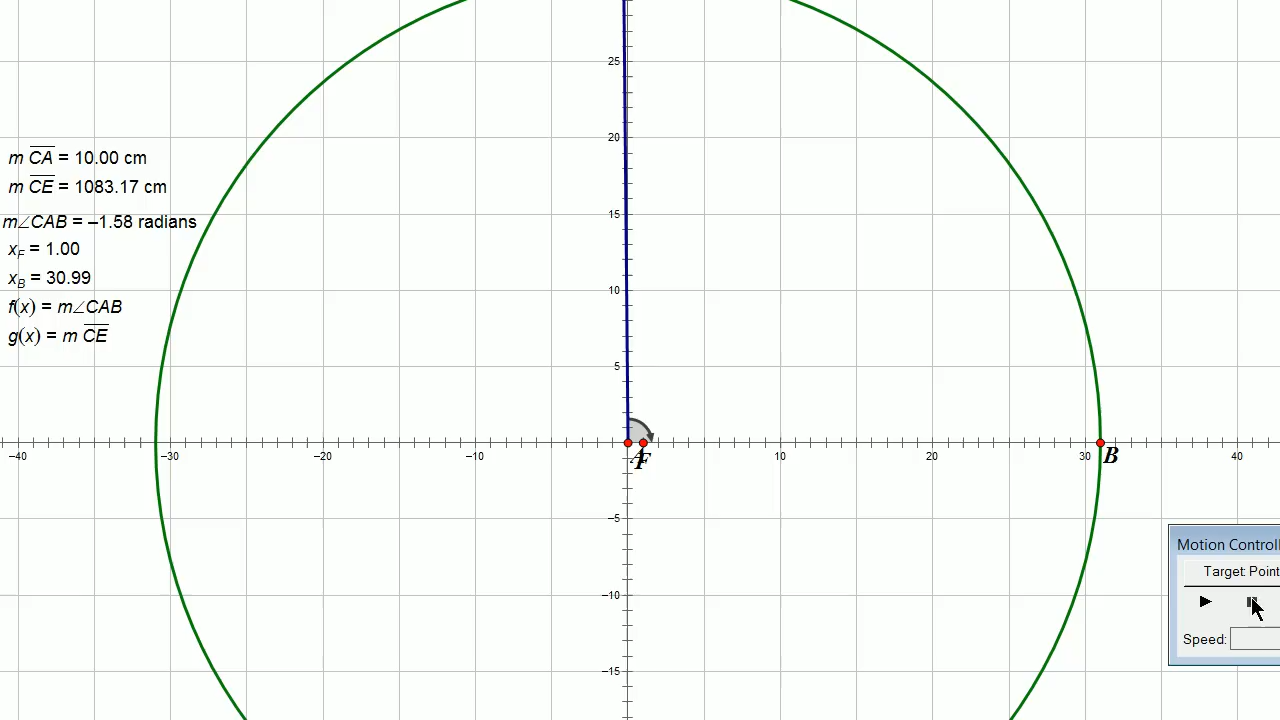 25
20
m CA = 10.00 cm
m CE = 1083.17 cm
15
m∠CAB = –1.58 radians
x_F = 1.00
x_B = 30.99
10
f(x) = m∠CAB
g(x) = m CE
5
–40 –30 –20 –10 A F 10 20 30 B 40
–5
Motion Controll
Target Point
–10
Speed:
–15